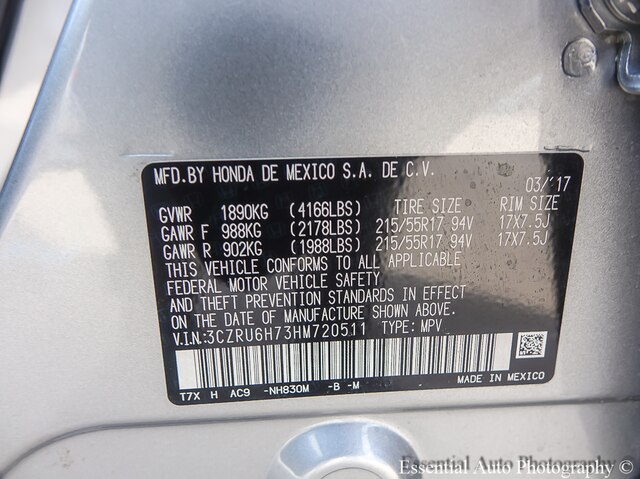 MFD.BY HONDA DE MEXICO S.A. DE C.V.
03/'17
GVWR 1890KG (4166LBS) TIRE SIZE RIM SIZE
GAWR F 988KG (2178LBS) 215/55R17 94V 17X7.5J
GAWR R 902KG (1988LBS) 215/55R17 94V 17X7.5J
THIS VEHICLE CONFORMS TO ALL APPLICABLE
FEDERAL MOTOR VEHICLE SAFETY
AND THEFT PREVENTION STANDARDS IN EFFECT
ON THE DATE OF MANUFACTURE SHOWN ABOVE.
V.I.N.:3CZRU6H73HM720511 TYPE: MPV
T7X H AC9 -NH830M -B -M MADE IN MEXICO
Essential Auto Photography ©